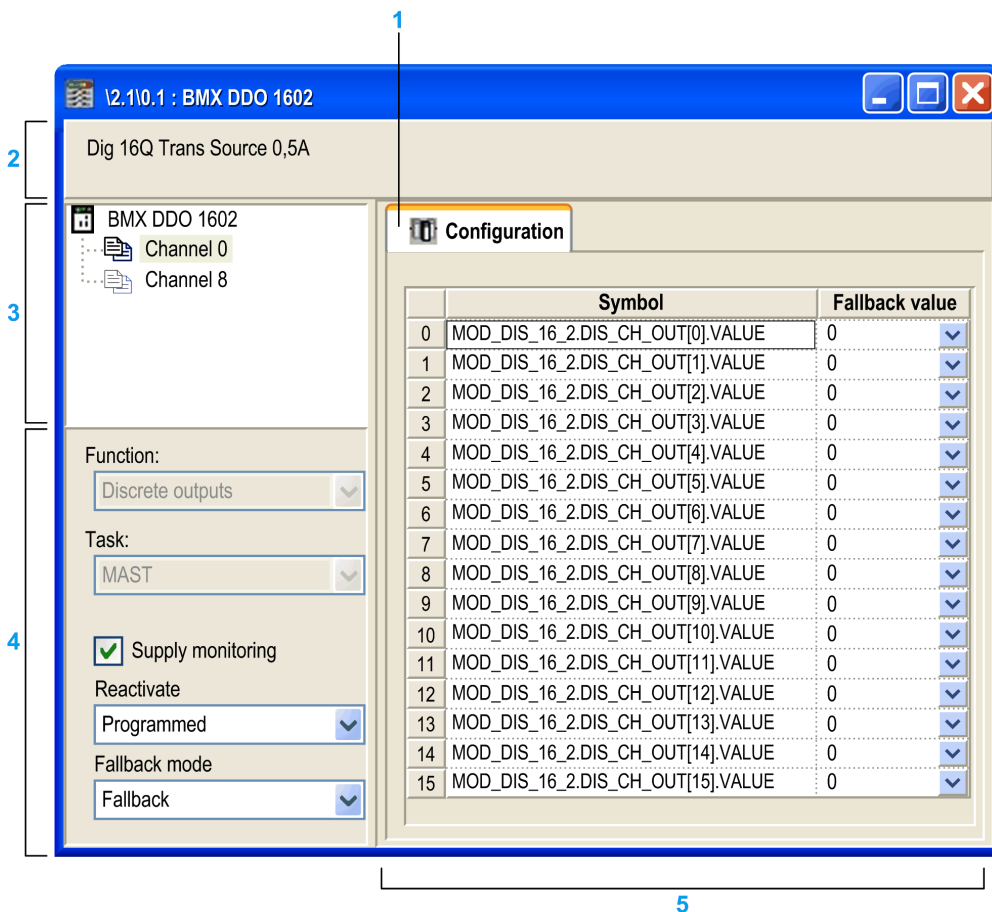 1
\2.1\0.1 : BMX DDO 1602
2
Dig 16Q Trans Source 0,5A
3
BMX DDO 1602
Channel 0
Channel 8
4
Function:
Discrete outputs
Task:
MAST
Supply monitoring
Reactivate
Programmed
Fallback mode
Fallback
Configuration
Symbol Fallback value
0 MOD_DIS_16_2.DIS_CH_OUT[0].VALUE 0
1 MOD_DIS_16_2.DIS_CH_OUT[1].VALUE 0
2 MOD_DIS_16_2.DIS_CH_OUT[2].VALUE 0
3 MOD_DIS_16_2.DIS_CH_OUT[3].VALUE 0
4 MOD_DIS_16_2.DIS_CH_OUT[4].VALUE 0
5 MOD_DIS_16_2.DIS_CH_OUT[5].VALUE 0
6 MOD_DIS_16_2.DIS_CH_OUT[6].VALUE 0
7 MOD_DIS_16_2.DIS_CH_OUT[7].VALUE 0
8 MOD_DIS_16_2.DIS_CH_OUT[8].VALUE 0
9 MOD_DIS_16_2.DIS_CH_OUT[9].VALUE 0
10 MOD_DIS_16_2.DIS_CH_OUT[10].VALUE 0
11 MOD_DIS_16_2.DIS_CH_OUT[11].VALUE 0
12 MOD_DIS_16_2.DIS_CH_OUT[12].VALUE 0
13 MOD_DIS_16_2.DIS_CH_OUT[13].VALUE 0
14 MOD_DIS_16_2.DIS_CH_OUT[14].VALUE 0
15 MOD_DIS_16_2.DIS_CH_OUT[15].VALUE 0
5